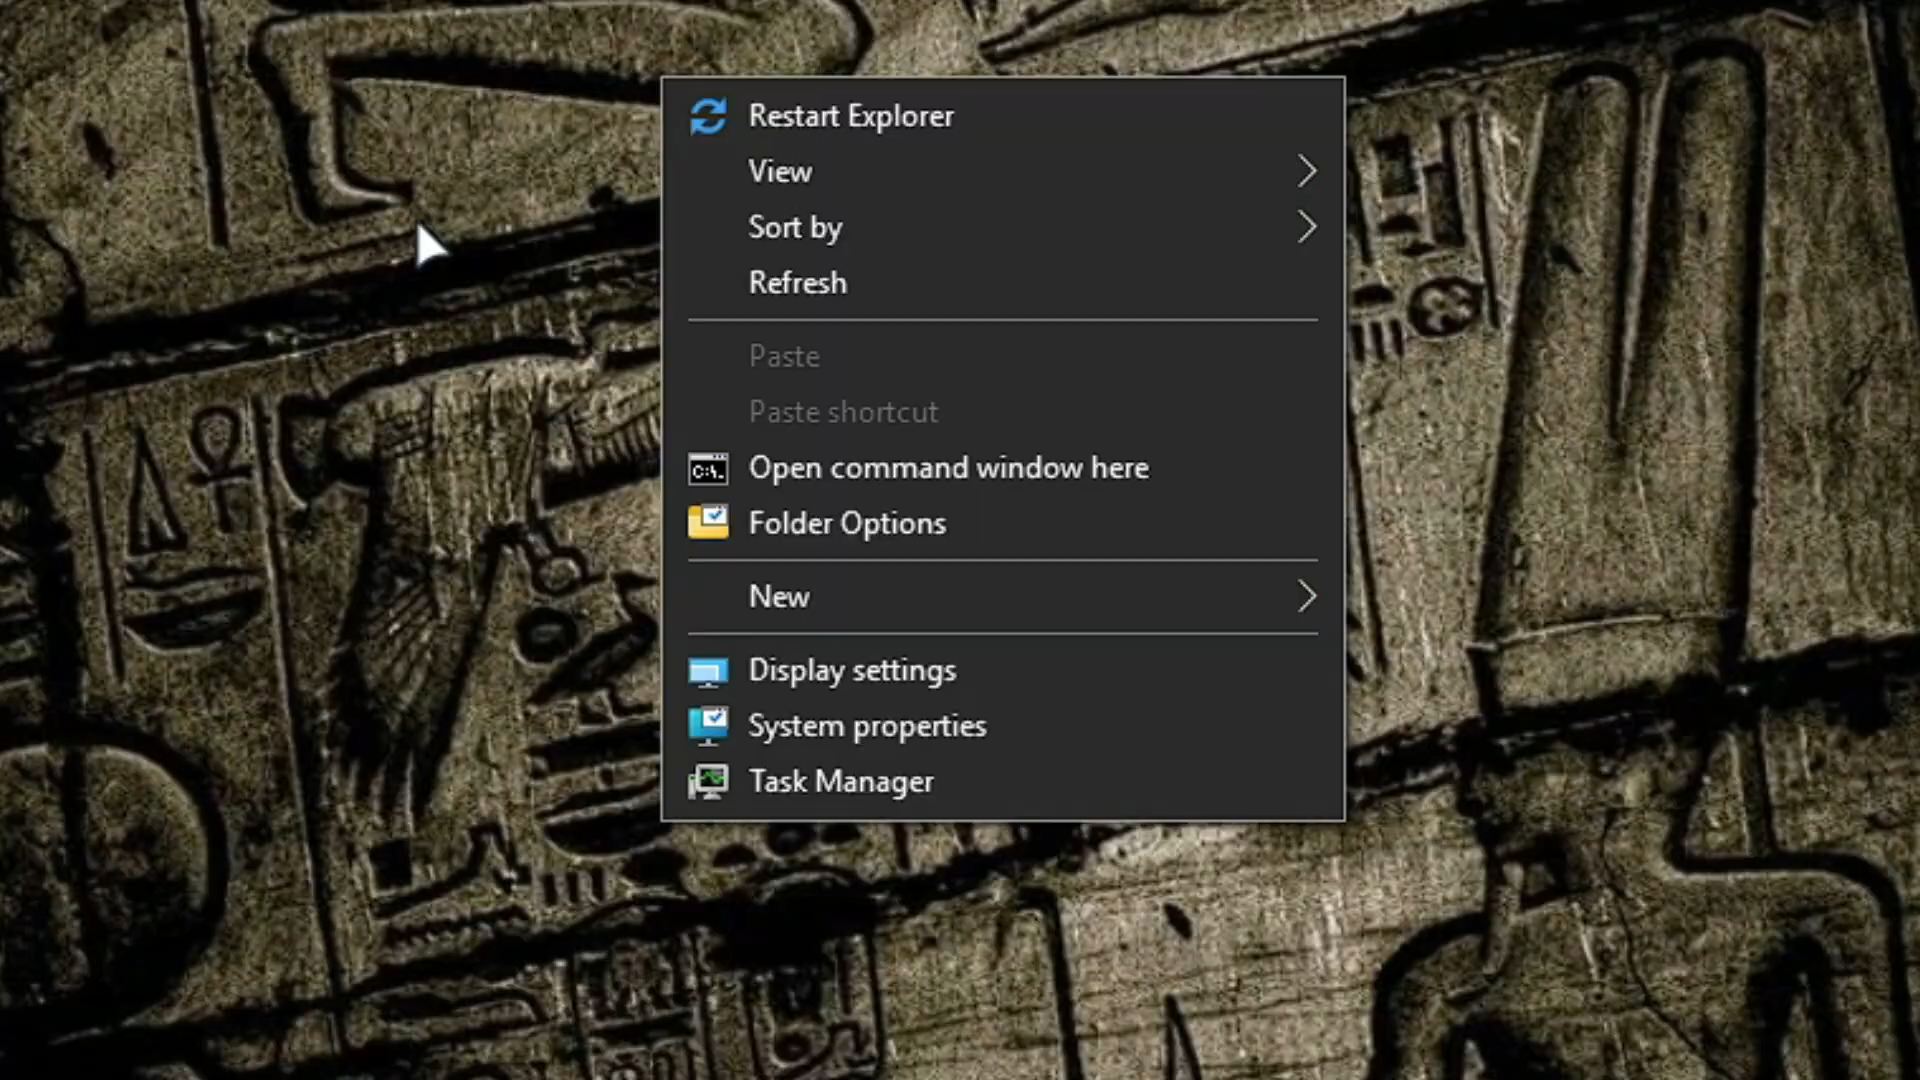 Restart Explorer
View
Sort by
Refresh
Paste
Paste shortcut
C:\.
Open command window here
Folder Options
New
Display settings
System properties
Task Manager